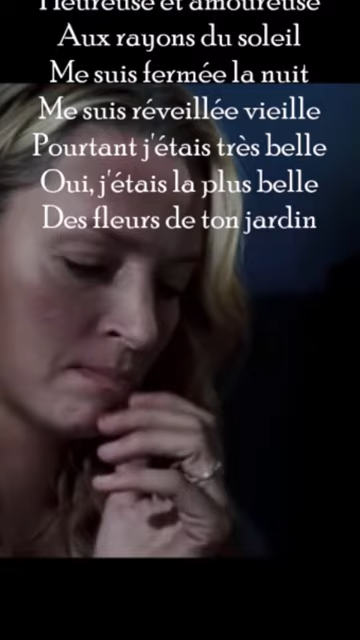 Heureuse et amoureuse
Aux rayons du soleil
Me suis fermée la nuit
Me suis réveillée vieille
Pourtant j'étais très belle
Oui, j'étais la plus belle
Des fleurs de ton jardin